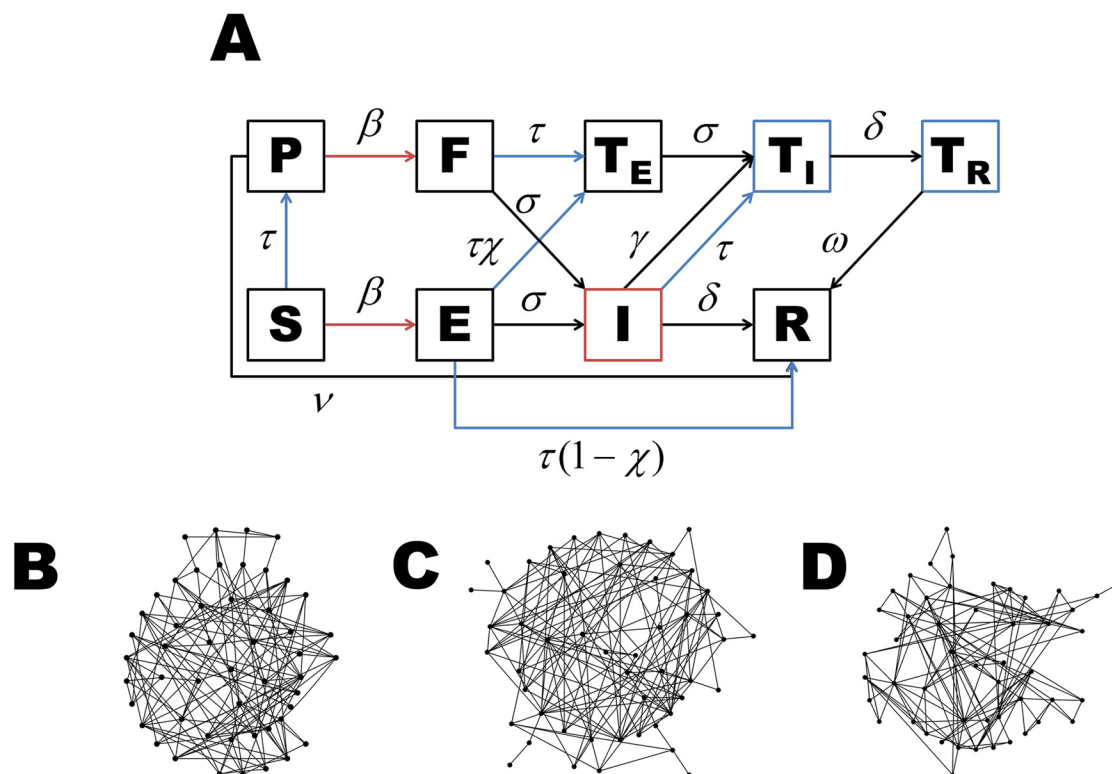 A
β τ σ δ
P F T_E T_I T_R
σ
τ τχ γ τ ω
β σ δ
S E I R
ν
τ(1 − χ)
B C D